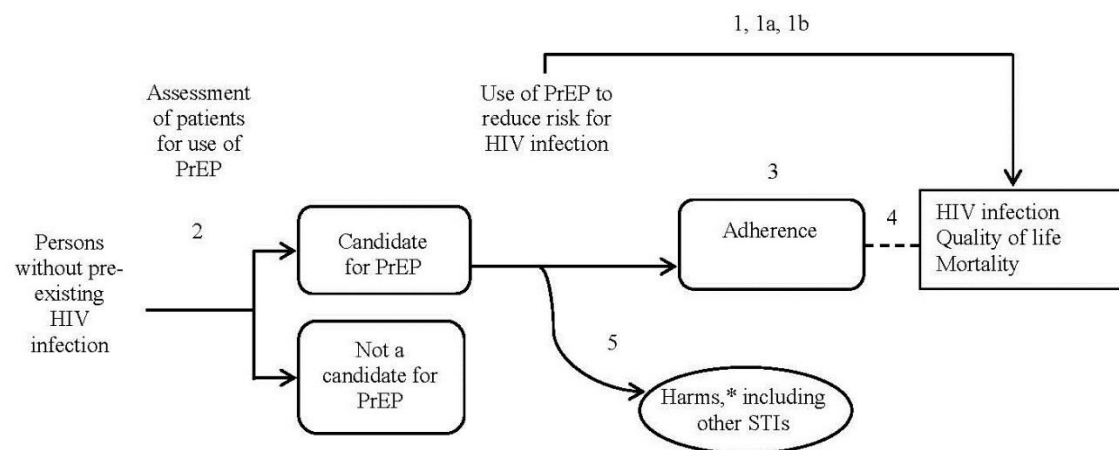 1, 1a, 1b
Assessment
of patients
for use of
PrEP
Use of PrEP to
reduce risk for
HIV infection
3
Persons
without pre-
existing
HIV
infection
2
Candidate
for PrEP
Adherence
4
HIV infection
Quality of life
Mortality
Not a
candidate for
PrEP
5
Harms,* including
other STIs